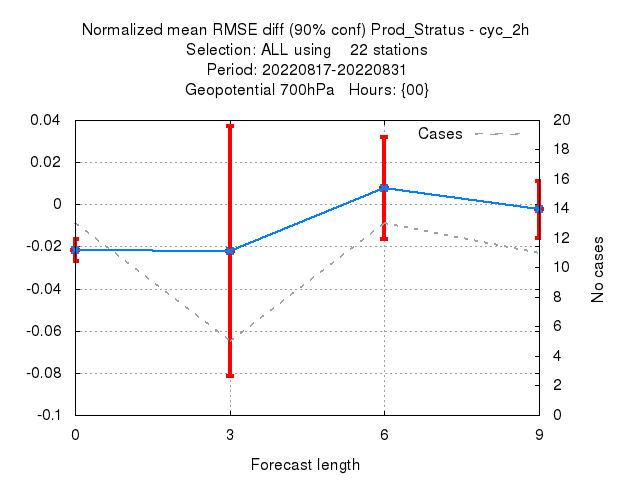 Normalized mean RMSE diff (90% conf) Prod_Stratus - cyc_2h
Selection: ALL using    22 stations
Period: 20220817-20220831
Geopotential 700hPa   Hours: {00}
Cases
0.04
0.02
0
-0.02
-0.04
-0.06
-0.08
-0.1
20
18
16
14
12
10
8
6
4
2
0
No cases
0 3 6 9
Forecast length